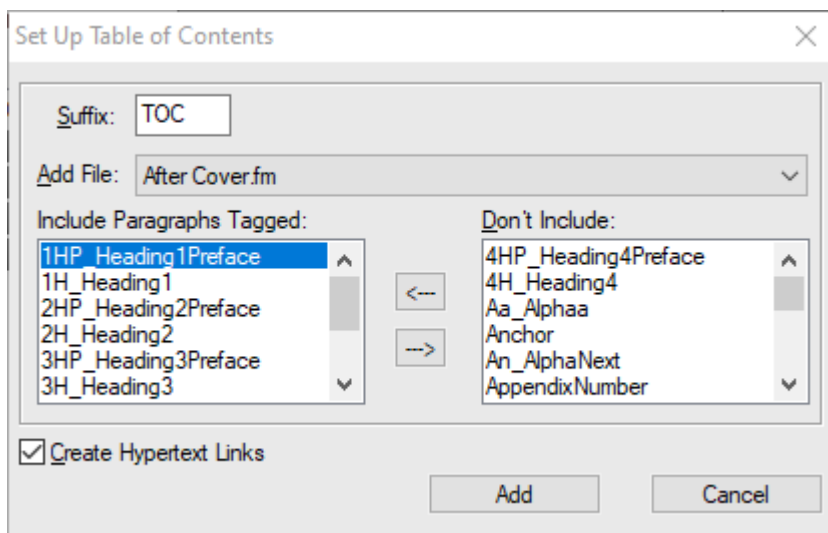 Set Up Table of Contents
Suffix: TOC
Add File: After Cover.fm
Include Paragraphs Tagged:
1HP_Heading1Preface
1H_Heading1
2HP_Heading2Preface
2H_Heading2
3HP_Heading3Preface
3H_Heading3
<---
--->
Don't Include:
4HP_Heading4Preface
4H_Heading4
Aa_Alphaa
Anchor
An_AlphaNext
AppendixNumber
Create Hypertext Links
Add Cancel